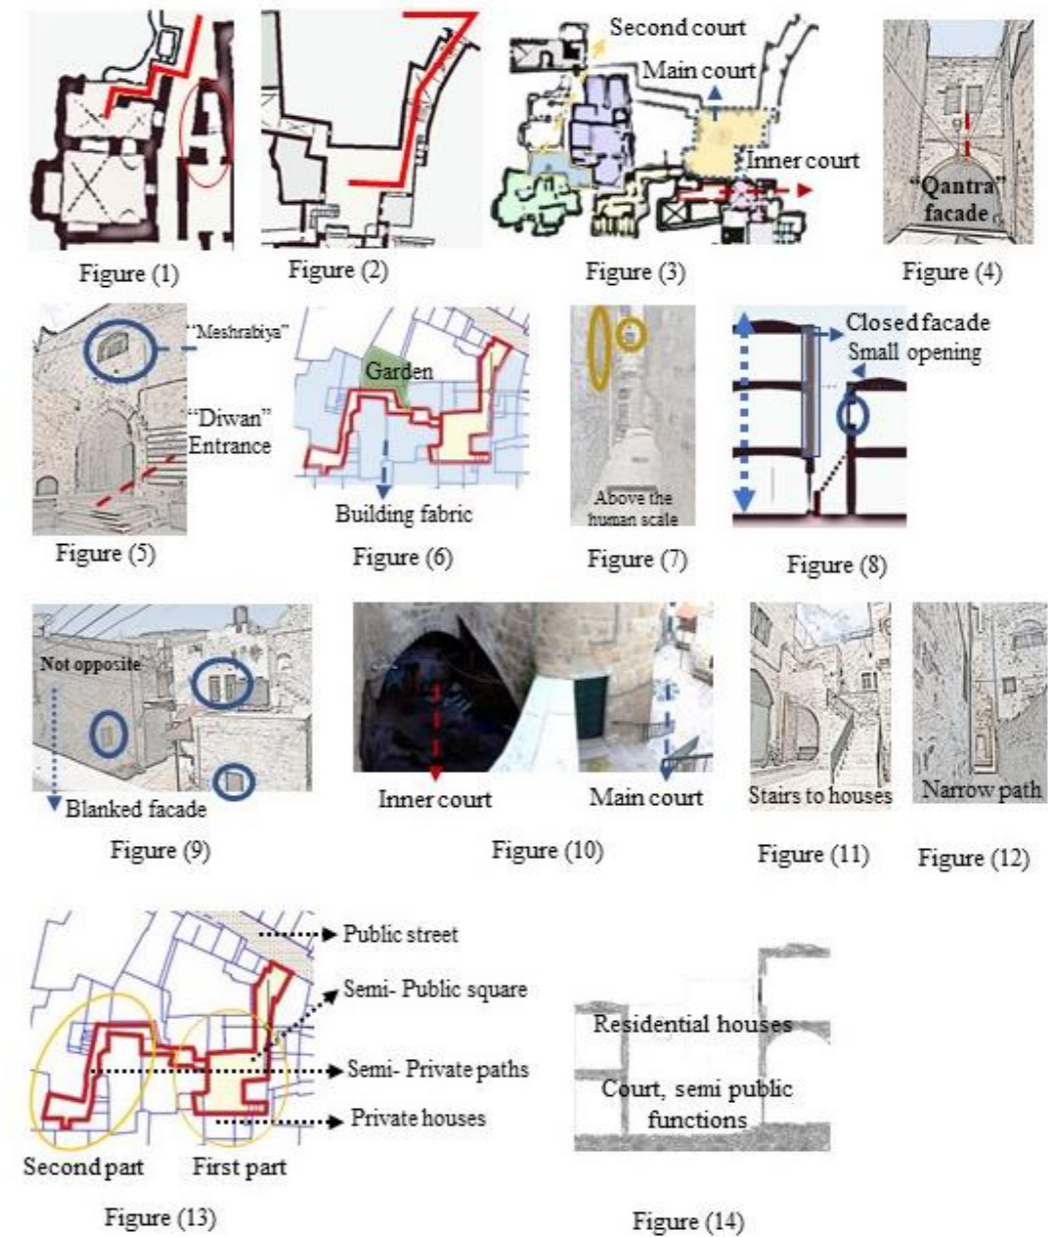 Second court
Main court
Inner court
"Qantra"
facade
Figure (1)
Figure (2)
Figure (3)
Figure (4)
"Meshrabiya"
"Diwan"
Entrance
Garden
Building fabric
Above the
human scale
Closed facade
Small opening
Figure (5)
Figure (6)
Figure (7)
Figure (8)
Not opposite
Blanked facade
Inner court
Main court
Stairs to houses
Narrow path
Figure (9)
Figure (10)
Figure (11)
Figure (12)
Public street
Semi- Public square
Semi- Private paths
Private houses
Second part
First part
Residential houses
Court, semi public
functions
Figure (13)
Figure (14)